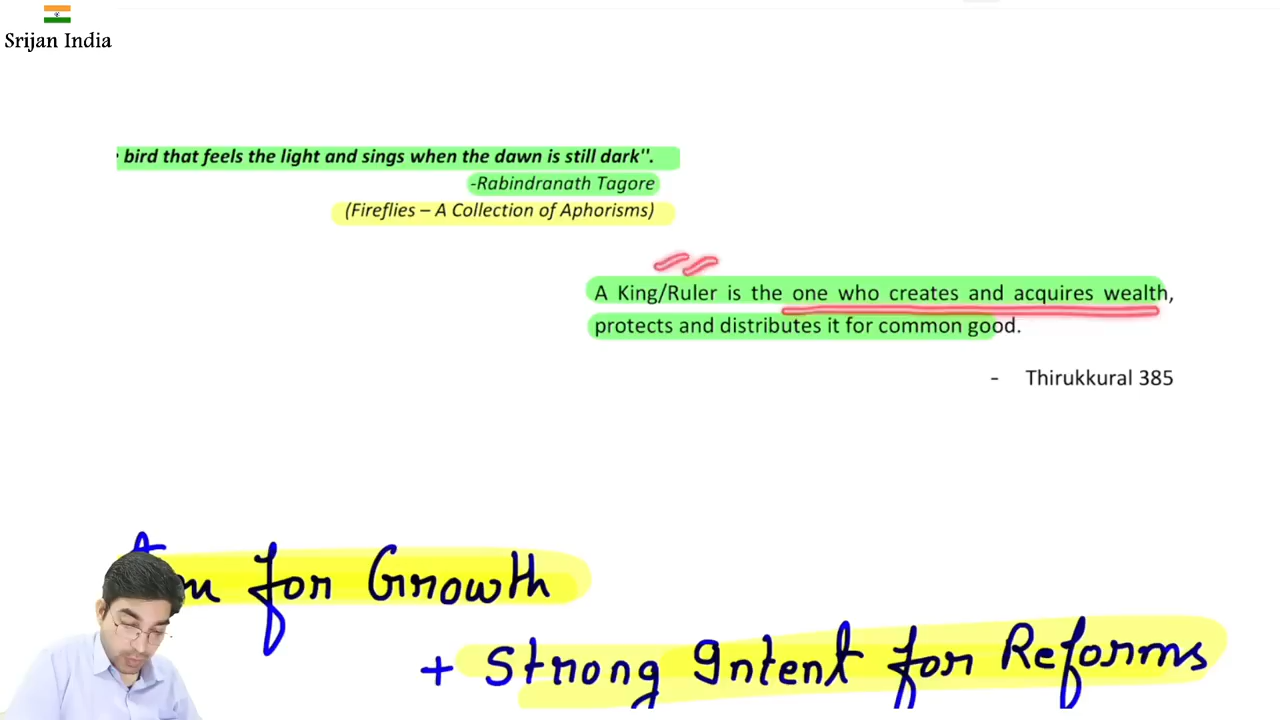 Srijan India
bird that feels the light and sings when the dawn is still dark".
-Rabindranath Tagore
(Fireflies – A Collection of Aphorisms)
A King/Ruler is the one who creates and acquires wealth,
protects and distributes it for common good.
- Thirukkural 385
for Growth
+ Strong Intent for Reforms